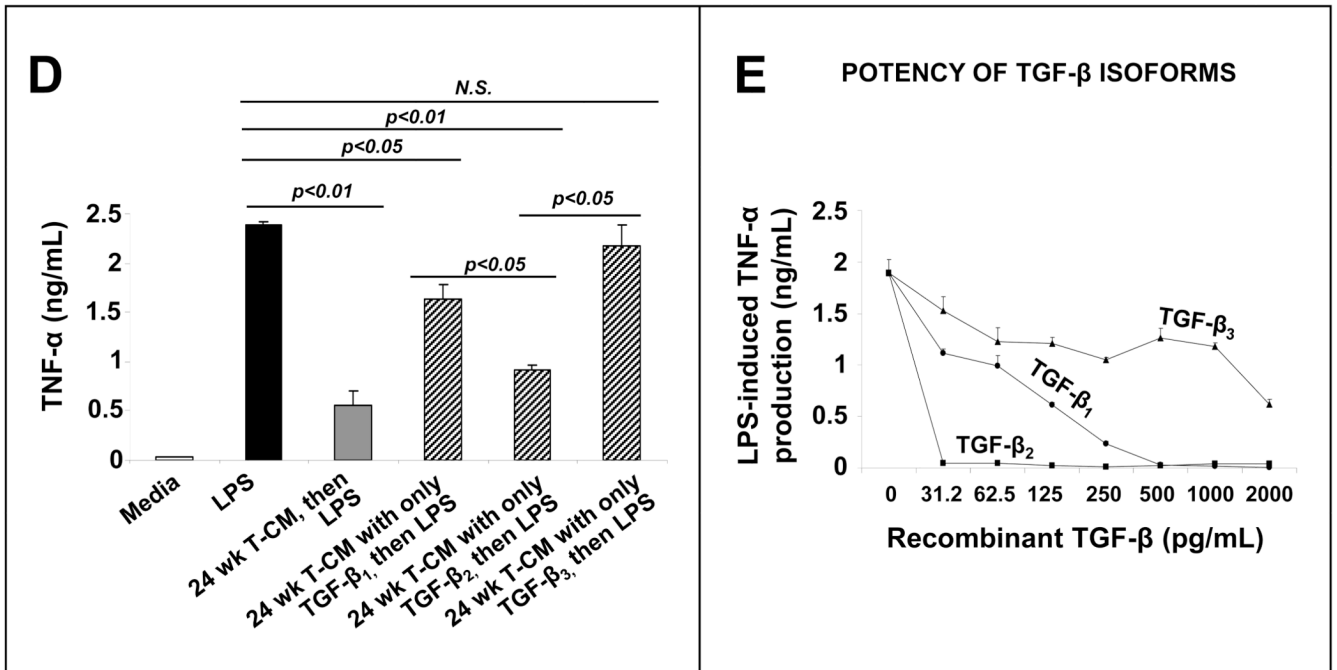 D
N.S.
p<0.01
p<0.05
p<0.01
p<0.05
p<0.05
TNF-α (ng/mL)
2.5
2
1.5
1
0.5
0
Media
LPS
24 wk T-CM, then
LPS
24 wk T-CM with only
TGF-β₁, then LPS
24 wk T-CM with only
TGF-β₂, then LPS
24 wk T-CM with only
TGF-β₃, then LPS
E
POTENCY OF TGF-β ISOFORMS
LPS-induced TNF-α
production (ng/mL)
2.5
2
1.5
1
0.5
0
TGF-β₃
TGF-β₁
TGF-β₂
0 31.2 62.5 125 250 500 1000 2000
Recombinant TGF-β (pg/mL)